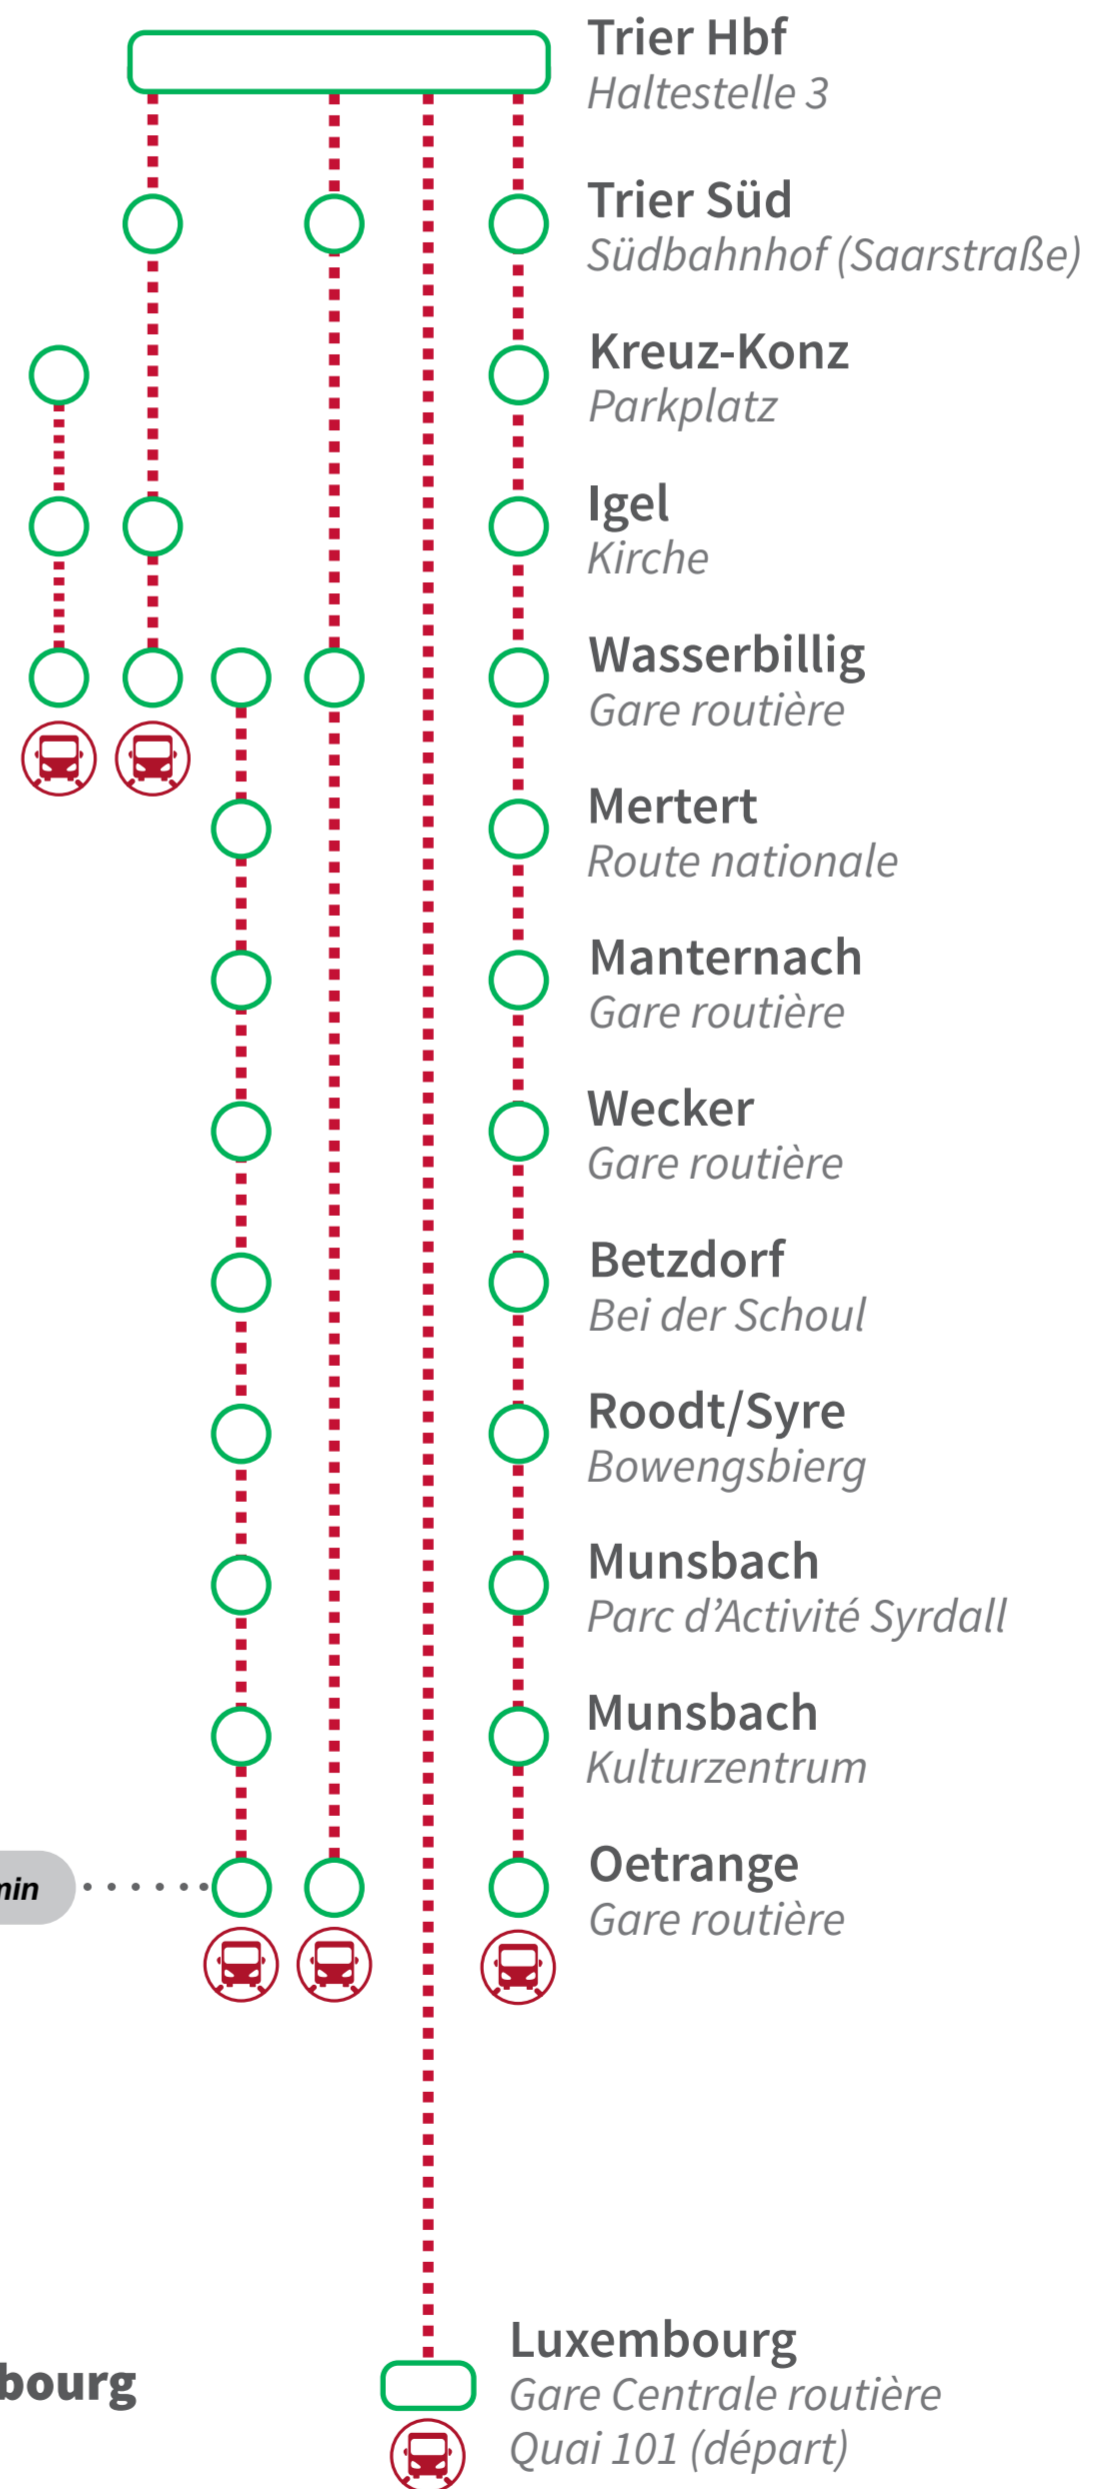 Trier Hbf
Haltestelle 3
Trier Süd
Südbahnhof (Saarstraße)
Kreuz-Konz
Parkplatz
Igel
Kirche
Wasserbillig
Gare routière
Mertert
Route nationale
Manternach
Gare routière
Wecker
Gare routière
Betzdorf
Bei der Schoul
Roodt/Syre
Bowengsbierg
Munsbach
Parc d’Activité Syrdall
Munsbach
Kulturzentrum
Oetrange
min
Gare routière
Luxembourg
bourg
Gare Centrale routière
Quai 101 (départ)